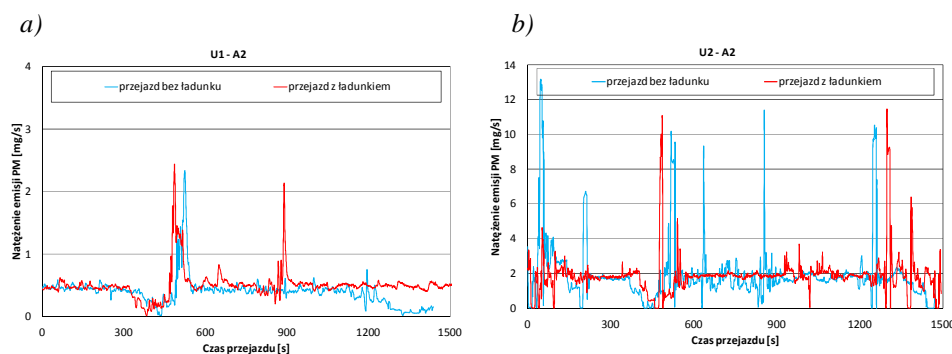 a)
b)
U1 - A2
4
3
2
1
0
0 300 600 900 1200 1500
Natężenie emisji PM [mg/s]
Czas przejazdu [s]
przejazd bez ładunku
przejazd z ładunkiem
U2 - A2
14
12
10
8
6
4
2
0
0 300 600 900 1200 1500
Natężenie emisji PM [mg/s]
Czas przejazdu [s]
przejazd bez ładunku
przejazd z ładunkiem